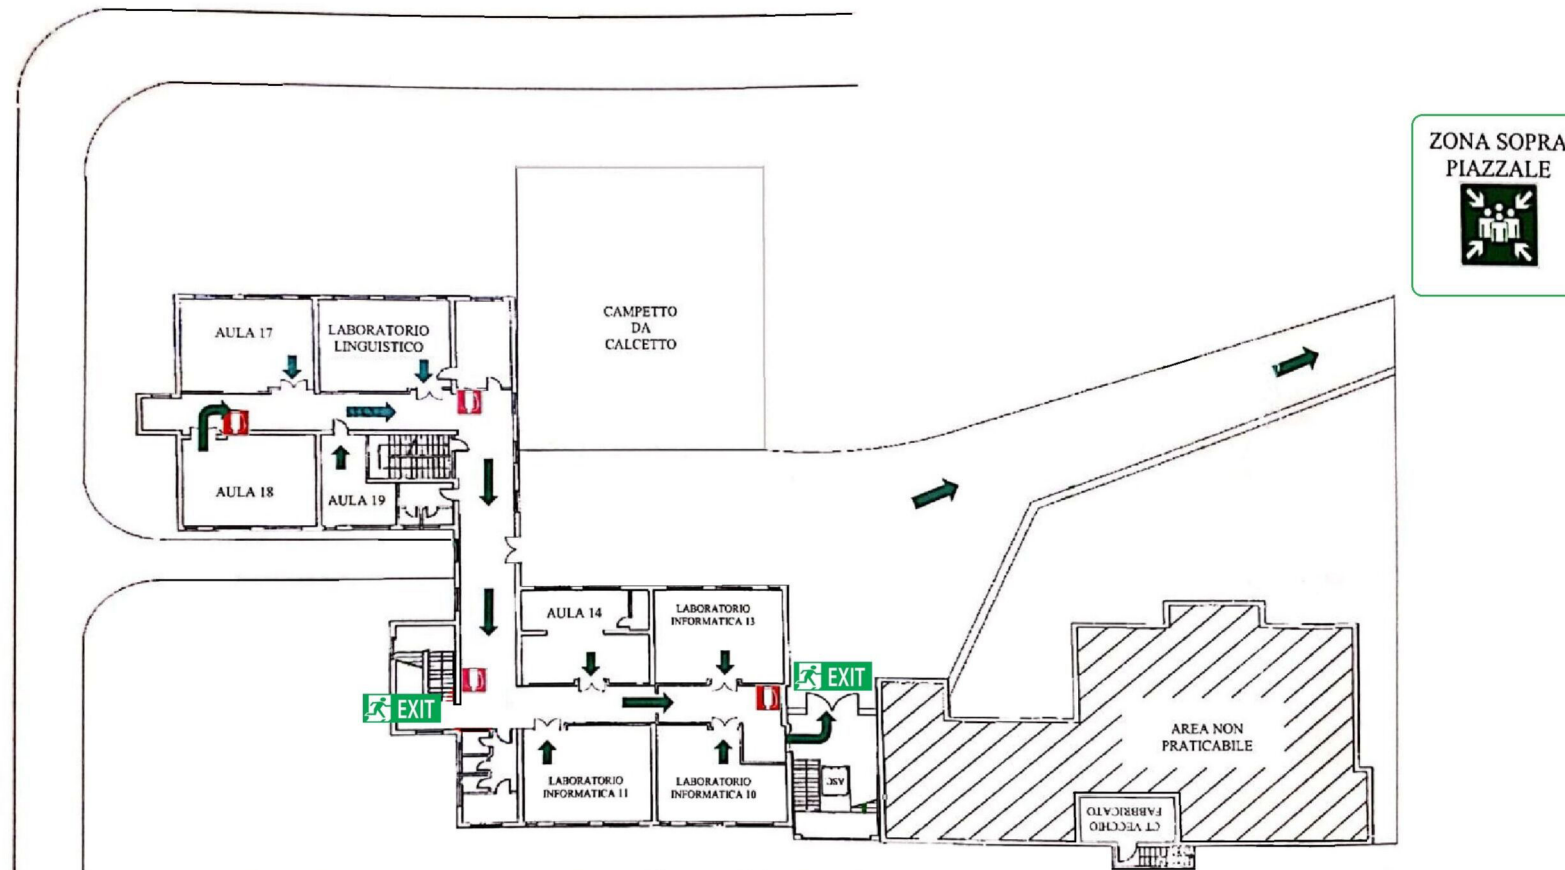 ZONA SOPRA
PIAZZALE
CAMPETTO
DA
CALCETTO
AULA 17
LABORATORIO
LINGUISTICO
AULA 18
AULA 19
AULA 14
LABORATORIO
INFORMATICA 13
EXIT
EXIT
LABORATORIO
INFORMATICA 11
LABORATORIO
INFORMATICA 10
ASC
AREA NON
PRATICABILE
CT VECCHIO
FABBRICATO